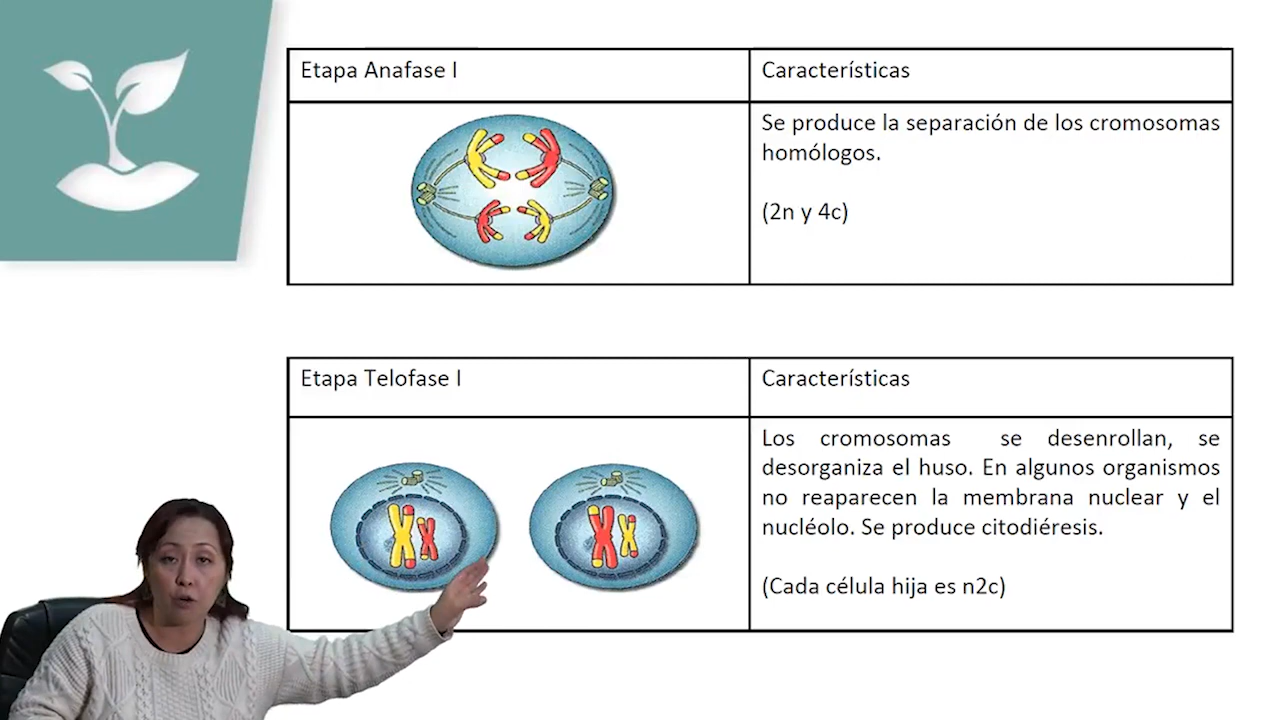 Etapa Anafase I
Características
Se produce la separación de los cromosomas
homólogos.
(2n y 4c)
Etapa Telofase I
Características
Los cromosomas se desenrollan, se
desorganiza el huso. En algunos organismos
no reaparecen la membrana nuclear y el
nucléolo. Se produce citodiéresis.
(Cada célula hija es n2c)